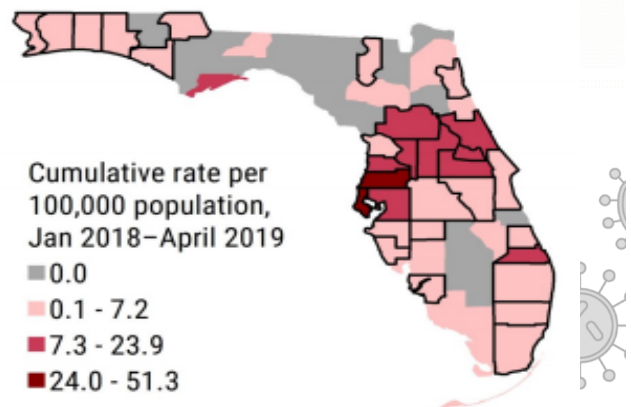 Cumulative rate per
100,000 population,
Jan 2018–April 2019
0.0
0.1 - 7.2
7.3 - 23.9
24.0 - 51.3